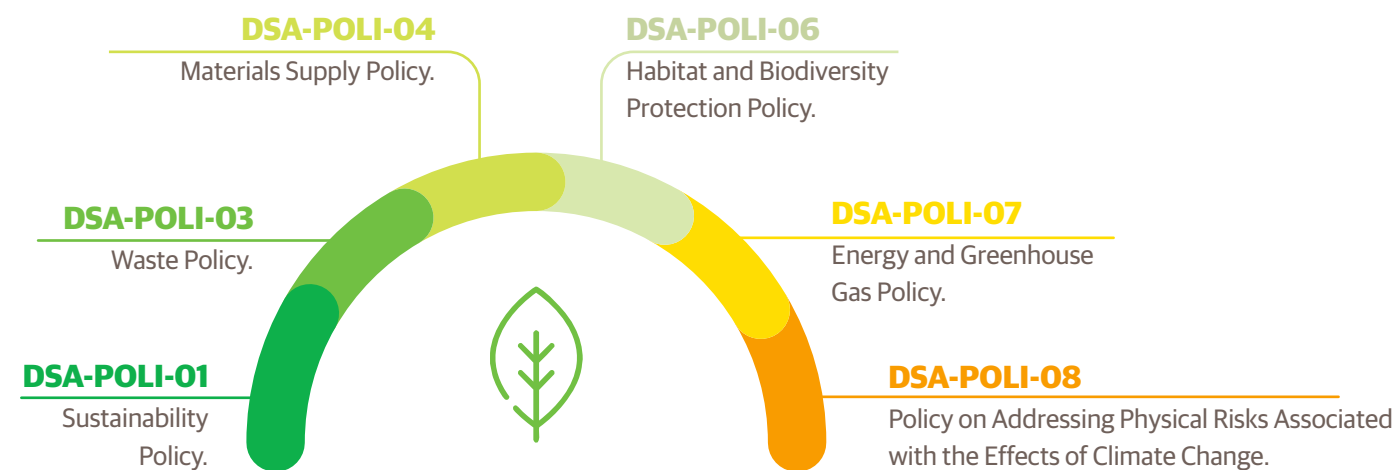 DSA-POLI-04
Materials Supply Policy.
DSA-POLI-06
Habitat and Biodiversity
Protection Policy.
DSA-POLI-03
Waste Policy.
DSA-POLI-07
Energy and Greenhouse
Gas Policy.
DSA-POLI-01
Sustainability
Policy.
DSA-POLI-08
Policy on Addressing Physical Risks Associated
with the Effects of Climate Change.